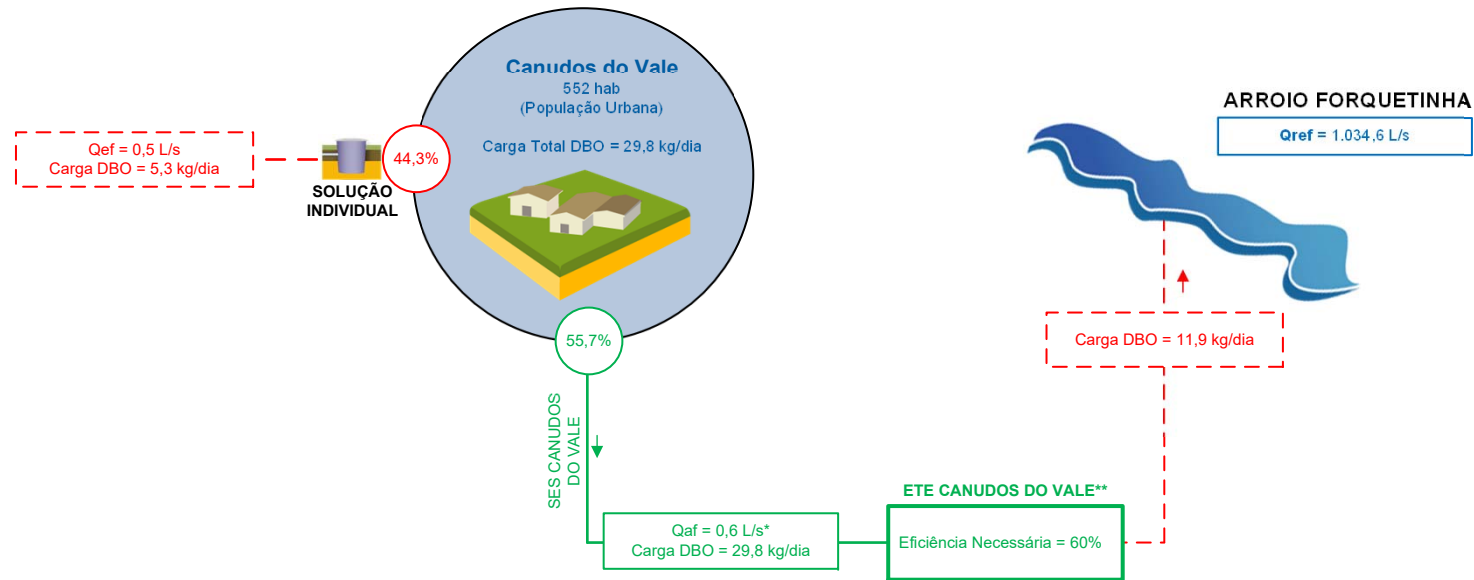 Canudos do Vale
552 hab
(População Urbana)
Carga Total DBO = 29,8 kg/dia
ARROIO FORQUETINHA
Qref = 1.034,6 L/s
Qef = 0,5 L/s
Carga DBO = 5,3 kg/dia
44,3%
SOLUÇÃO
INDIVIDUAL
55,7%
Carga DBO = 11,9 kg/dia
SES CANUDOS
DO VALE
ETE CANUDOS DO VALE**
Qaf = 0,6 L/s*
Carga DBO = 29,8 kg/dia
Eficiência Necessária = 60%